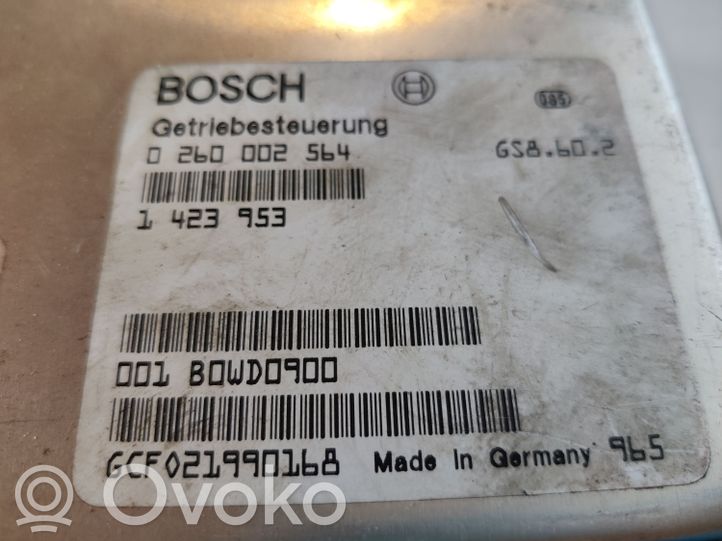 BOSCH
085
Getriebesteuerung
0 260 002 564 GS8.60.2
1 423 953
001 B0WD0900
GCF021990168 Made in Germany 965
OVOKO